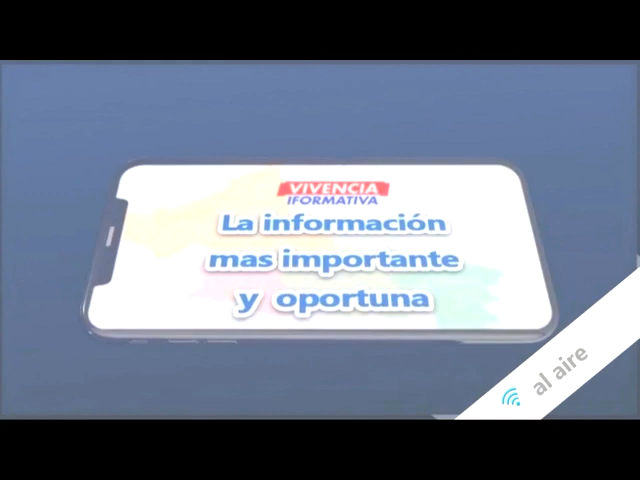 VIVENCIA
IFORMATIVA
La información
mas importante
y oportuna
al aire